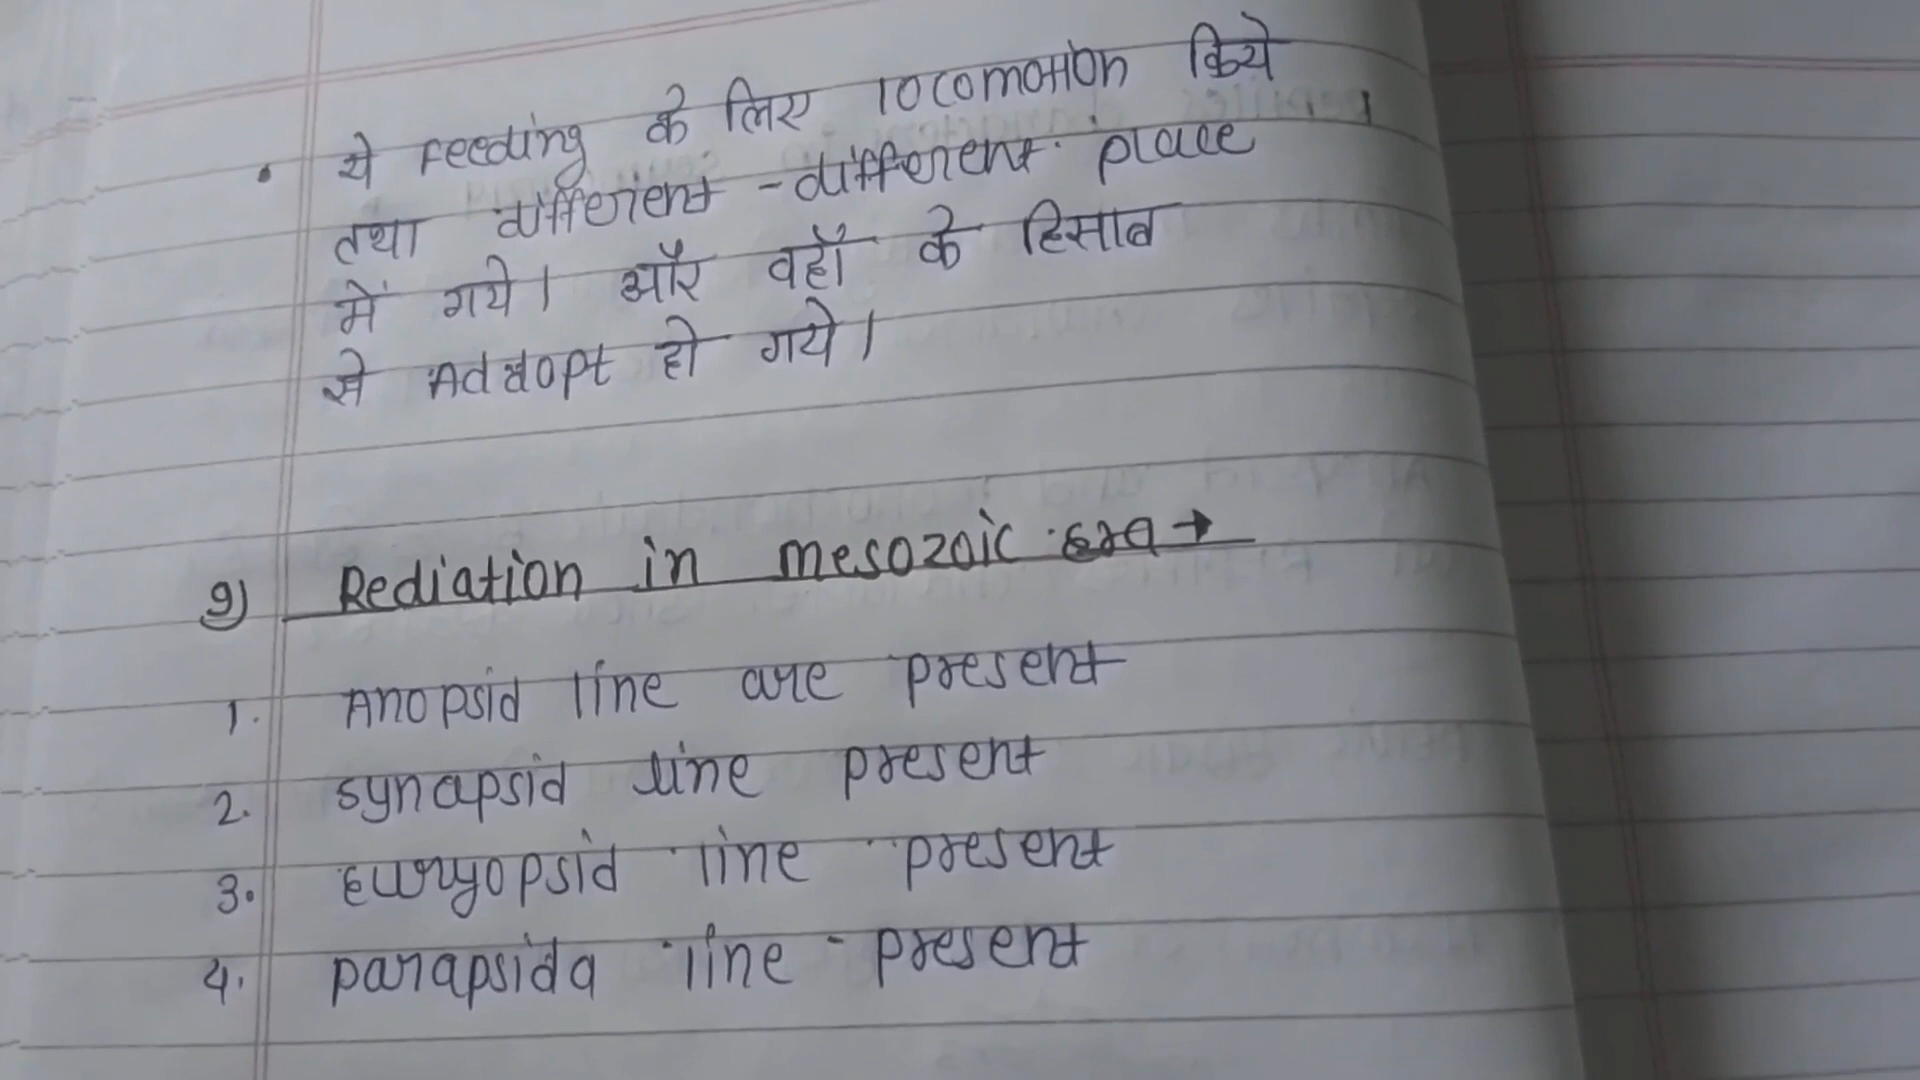 • ये Feeding के लिए locomotion किये
तथा different - different place
में गये। और वहाँ के हिसाब
से Adaopt हो गये।
9) Rediation in mesozoic era →
1. Anopsid line are present
2. synapsid line present
3. Euryopsid line present
4. parapsida line - present